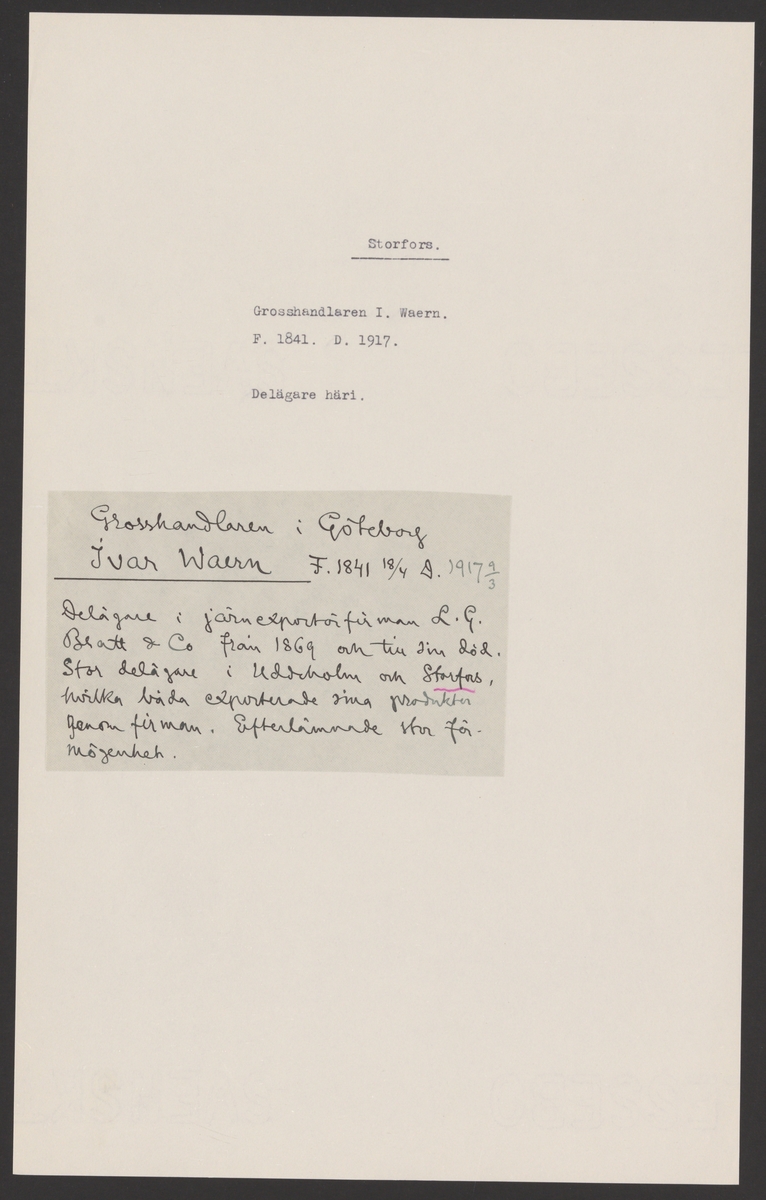 Storfors.
Grosshandlaren I. Waern.
F. 1841. D. 1917.
Delägare häri.
Grosshandlaren i Göteborg
Ivar Waern F. 1841 18/4 D. 1917 9/3
Delägare i järnexportörfirman L. G.
Bratt & Co från 1869 och till sin död.
Stor delägare i Uddeholm och Storfors,
hvilka båda exporterade sina produkter
genom firman. Efterlämnade stor för-
mögenhet.